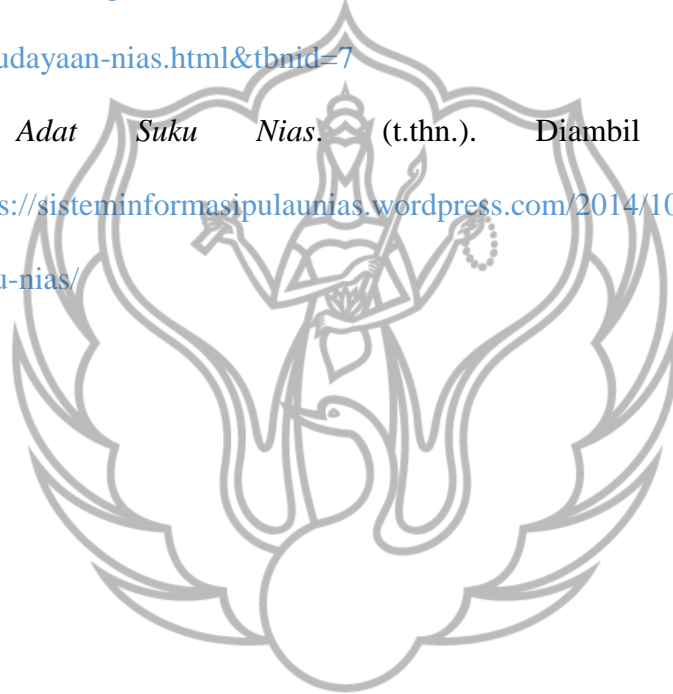 udayaan-nias.html&tbnid=7
Adat Suku Nias. (t.thn.). Diambil
s://sisteminformasipulaunias.wordpress.com/2014/10
u-nias/